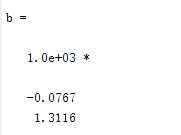 b =
1.0e+03 *
-0.0767
1.3116